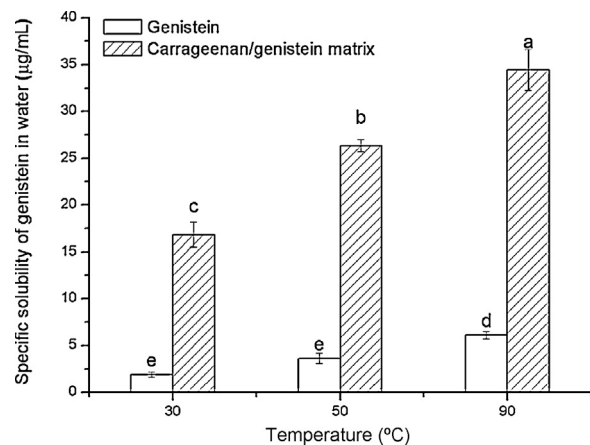 Genistein
Carrageenan/genistein matrix
Specific solubility of genistein in water (µg/mL)
40
35
30
25
20
15
10
5
0
e
c
e
b
d
a
30
50
90
Temperature (ºC)